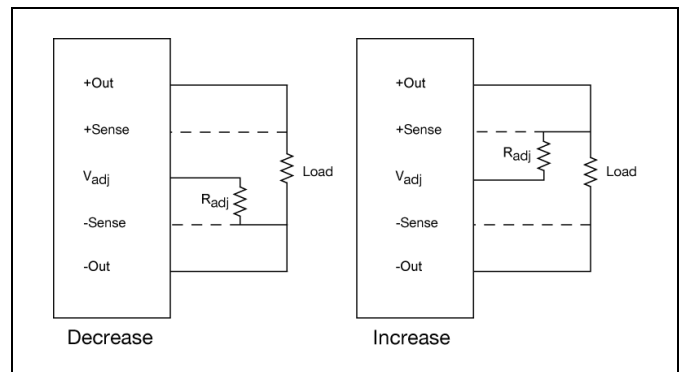 +Out
+Sense
Vadj
-Sense
-Out
Radj
Load
Decrease
+Out
+Sense
Vadj
-Sense
-Out
Radj
Load
Increase